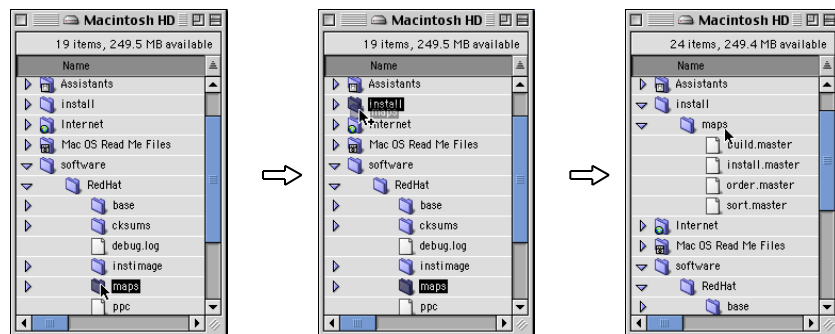 Macintosh HD
19 items, 249.5 MB available
Name
Assistants
install
Internet
Mac OS Read Me Files
software
RedHat
base
cksums
debug.log
instimage
maps
ppc
Macintosh HD
19 items, 249.5 MB available
Name
Assistants
install
maps
Internet
Mac OS Read Me Files
software
RedHat
base
cksums
debug.log
instimage
maps
ppc
Macintosh HD
24 items, 249.4 MB available
Name
Assistants
install
maps
build.master
install.master
order.master
sort.master
Internet
Mac OS Read Me Files
software
RedHat
base